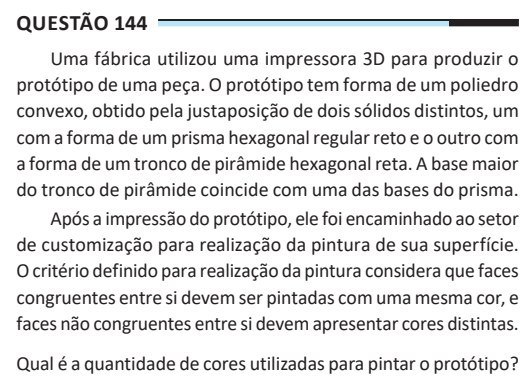 QUESTÃO 144
Uma fábrica utilizou uma impressora 3D para produzir o
protótipo de uma peça. O protótipo tem forma de um poliedro
convexo, obtido pela justaposição de dois sólidos distintos, um
com a forma de um prisma hexagonal regular reto e o outro com
a forma de um tronco de pirâmide hexagonal reta. A base maior
do tronco de pirâmide coincide com uma das bases do prisma.
Após a impressão do protótipo, ele foi encaminhado ao setor
de customização para realização da pintura de sua superfície.
O critério definido para realização da pintura considera que faces
congruentes entre si devem ser pintadas com uma mesma cor, e
faces não congruentes entre si devem apresentar cores distintas.
Qual é a quantidade de cores utilizadas para pintar o protótipo?